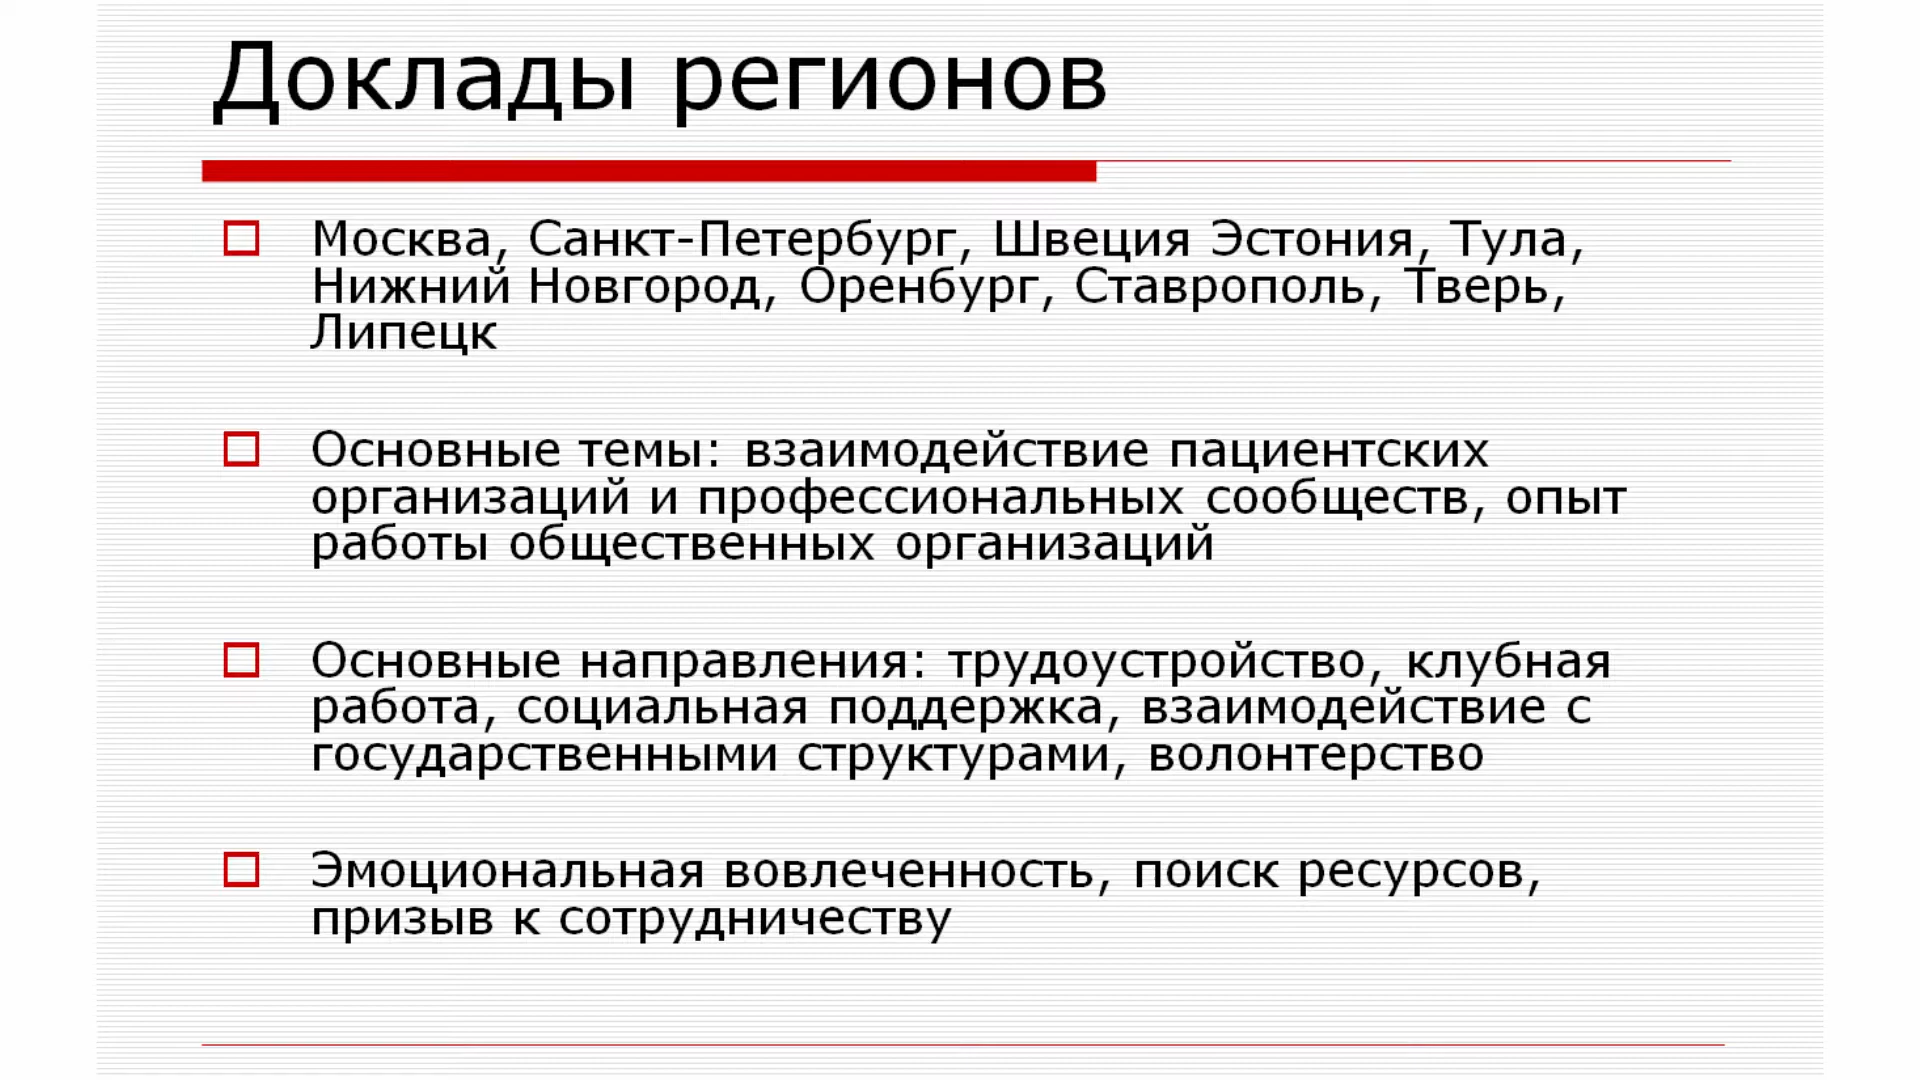 Доклады регионов
Москва, Санкт-Петербург, Швеция Эстония, Тула,
Нижний Новгород, Оренбург, Ставрополь, Тверь,
Липецк
Основные темы: взаимодействие пациентских
организаций и профессиональных сообществ, опыт
работы общественных организаций
Основные направления: трудоустройство, клубная
работа, социальная поддержка, взаимодействие с
государственными структурами, волонтерство
Эмоциональная вовлеченность, поиск ресурсов,
призыв к сотрудничеству